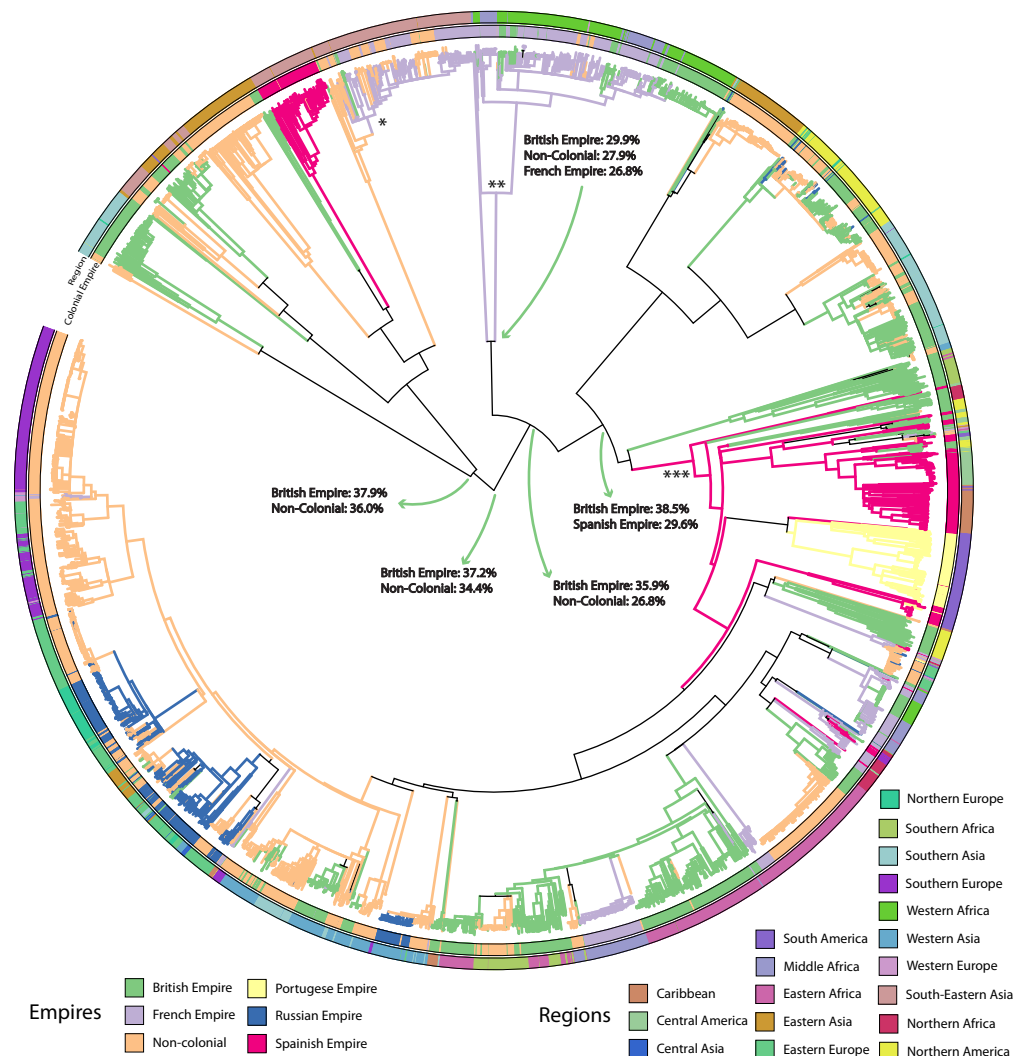 British Empire: 29.9%
Non-Colonial: 27.9%
French Empire: 26.8%
*
**
Region
Colonial Empire
***
British Empire: 37.9%
Non-Colonial: 36.0%
British Empire: 38.5%
Spanish Empire: 29.6%
British Empire: 37.2%
Non-Colonial: 34.4%
British Empire: 35.9%
Non-Colonial: 26.8%
Empires
British Empire
French Empire
Non-colonial
Portugese Empire
Russian Empire
Spainish Empire
Regions
Caribbean
Central America
Central Asia
South America
Middle Africa
Eastern Africa
Eastern Asia
Eastern Europe
Northern Europe
Southern Africa
Southern Asia
Southern Europe
Western Africa
Western Asia
Western Europe
South-Eastern Asia
Northern Africa
Northern America